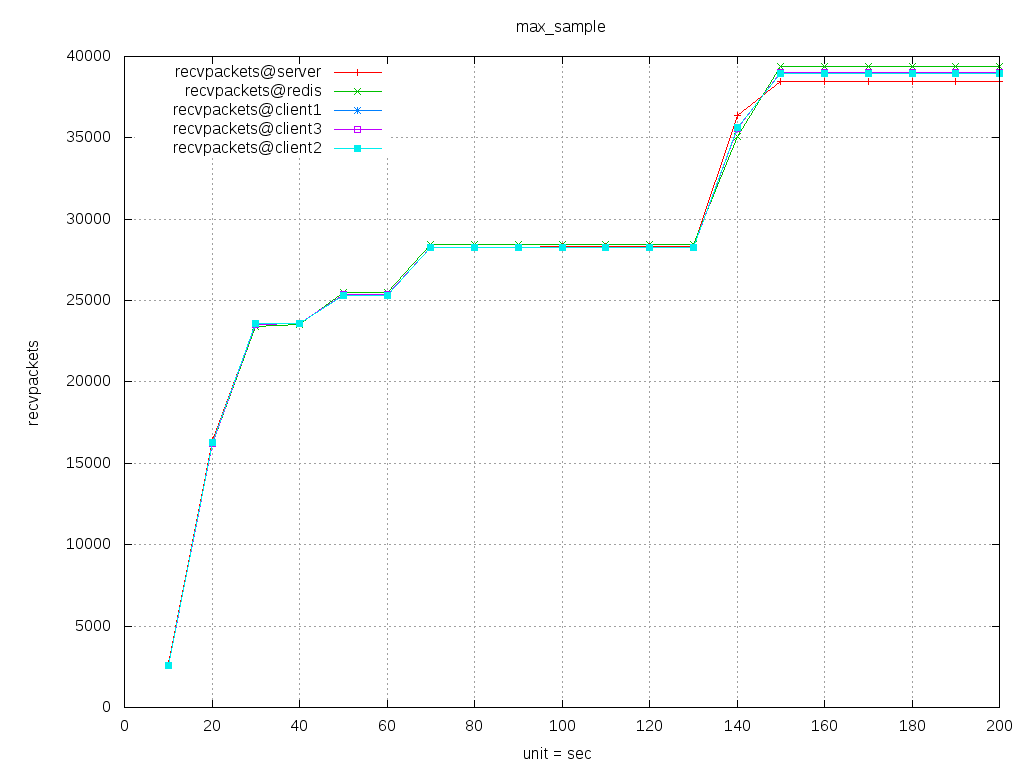 max_sample
40000
35000
30000
25000
20000
15000
10000
5000
0
recvpackets
recvpackets@server
recvpackets@redis
recvpackets@client1
recvpackets@client3
recvpackets@client2
0 20 40 60 80 100 120 140 160 180 200
unit = sec